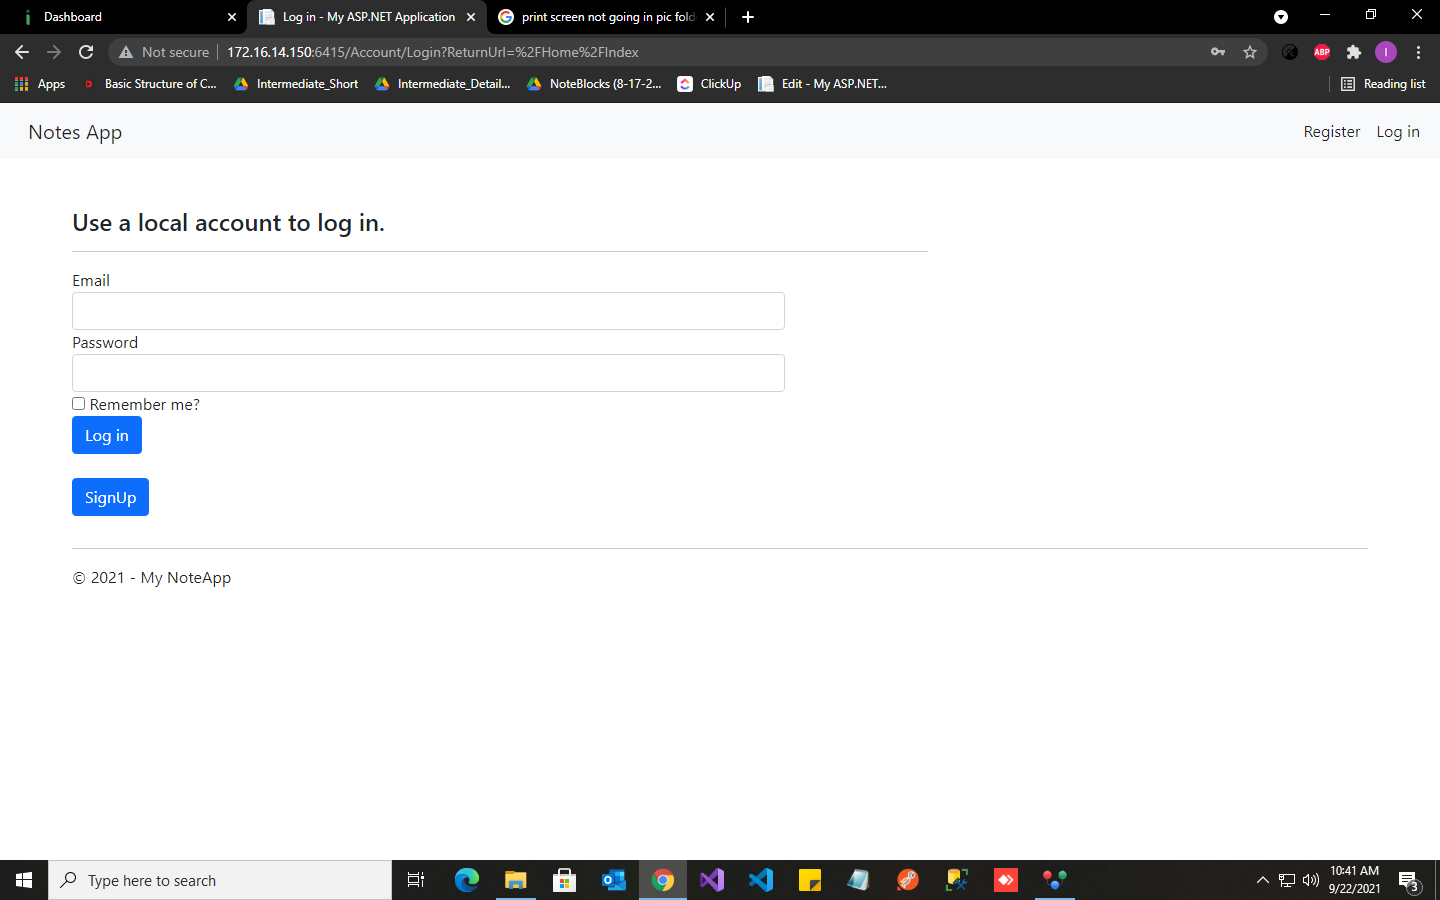 Dashboard
Log in - My ASP.NET Application
print screen not going in pic fold
Not secure
172.16.14.150:6415/Account/Login?ReturnUrl=%2FHome%2FIndex
ABP
I
Apps
Basic Structure of C...
Intermediate_Short
Intermediate_Detail...
NoteBlocks (8-17-2...
ClickUp
Edit - My ASP.NET...
Reading list
Notes App
Register
Log in
Use a local account to log in.
Email
Password
Remember me?
Log in
SignUp
© 2021 - My NoteApp
Type here to search
10:41 AM
9/22/2021
3